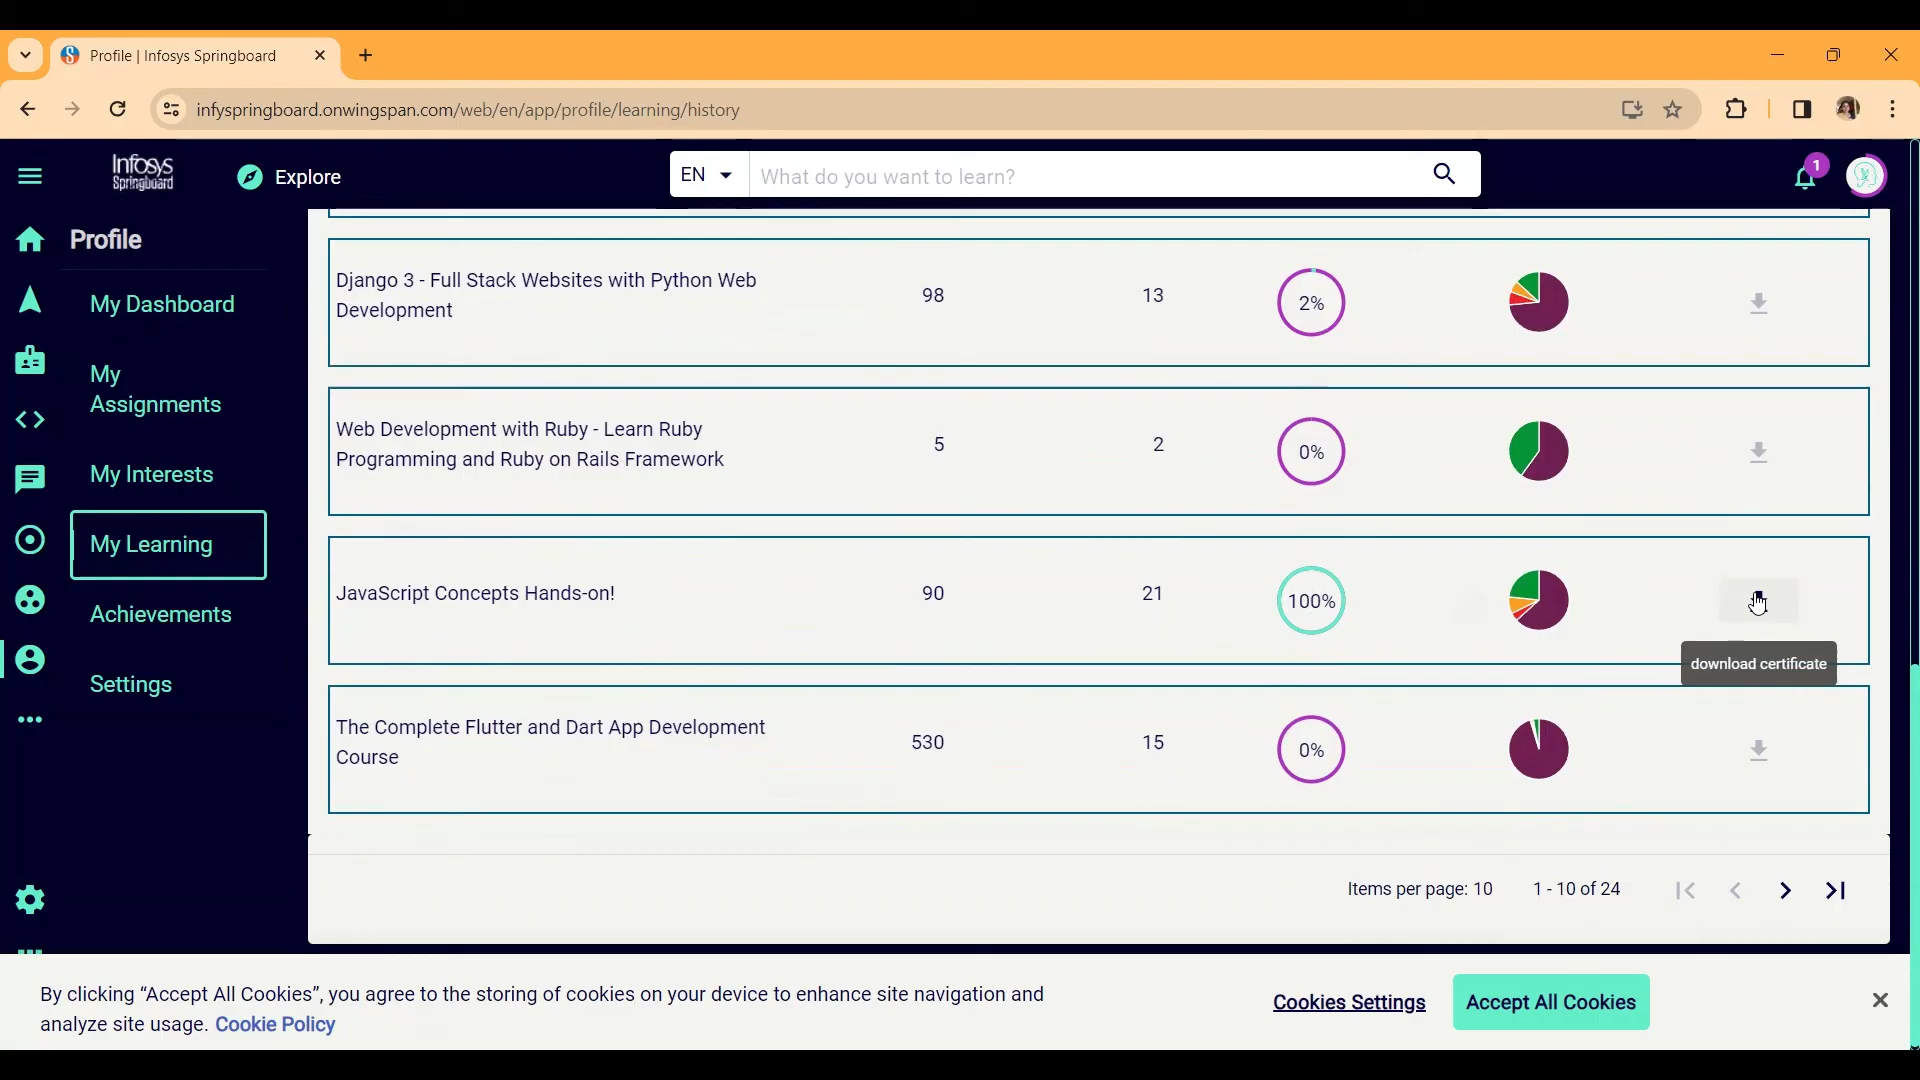 Profile | Infosys Springboard
infyspringboard.onwingspan.com/web/en/app/profile/learning/history
Infosys
Springboard
Explore
EN
What do you want to learn?
1
Profile
My Dashboard
My
Assignments
My Interests
My Learning
Achievements
Settings
Django 3 - Full Stack Websites with Python Web
Development
98
13
2%
Web Development with Ruby - Learn Ruby
Programming and Ruby on Rails Framework
5
2
0%
JavaScript Concepts Hands-on!
90
21
100%
download certificate
The Complete Flutter and Dart App Development
Course
530
15
0%
Items per page: 10
1 - 10 of 24
By clicking “Accept All Cookies”, you agree to the storing of cookies on your device to enhance site navigation and
analyze site usage. Cookie Policy
Cookies Settings
Accept All Cookies